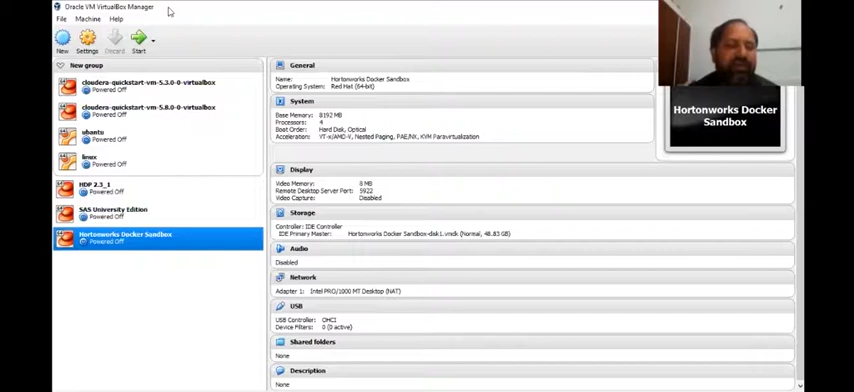 Oracle VM VirtualBox Manager
File Machine Help
New Settings Discard Start
New group
cloudera-quickstart-vm-5.3.0-0-virtualbox
Powered Off
cloudera-quickstart-vm-5.8.0-0-virtualbox
Powered Off
ubantu
Powered Off
linux
Powered Off
HDP 2.3_1
Powered Off
SAS University Edition
Powered Off
Hortonworks Docker Sandbox
Powered Off
General
Name: Hortonworks Docker Sandbox
Operating System: Red Hat (64-bit)
System
Base Memory: 8192 MB
Processors: 4
Boot Order: Hard Disk, Optical
Acceleration: VT-x/AMD-V, Nested Paging, PAE/NX, KVM Paravirtualization
Display
Video Memory: 8 MB
Remote Desktop Server Port: 5922
Video Capture: Disabled
Storage
Controller: IDE Controller
IDE Primary Master: Hortonworks Docker Sandbox-disk1.vmdk (Normal, 48.83 GB)
Audio
Disabled
Network
Adapter 1: Intel PRO/1000 MT Desktop (NAT)
USB
USB Controller: OHCI
Device Filters: 0 (0 active)
Shared folders
None
Description
None
Hortonworks Docker
Sandbox